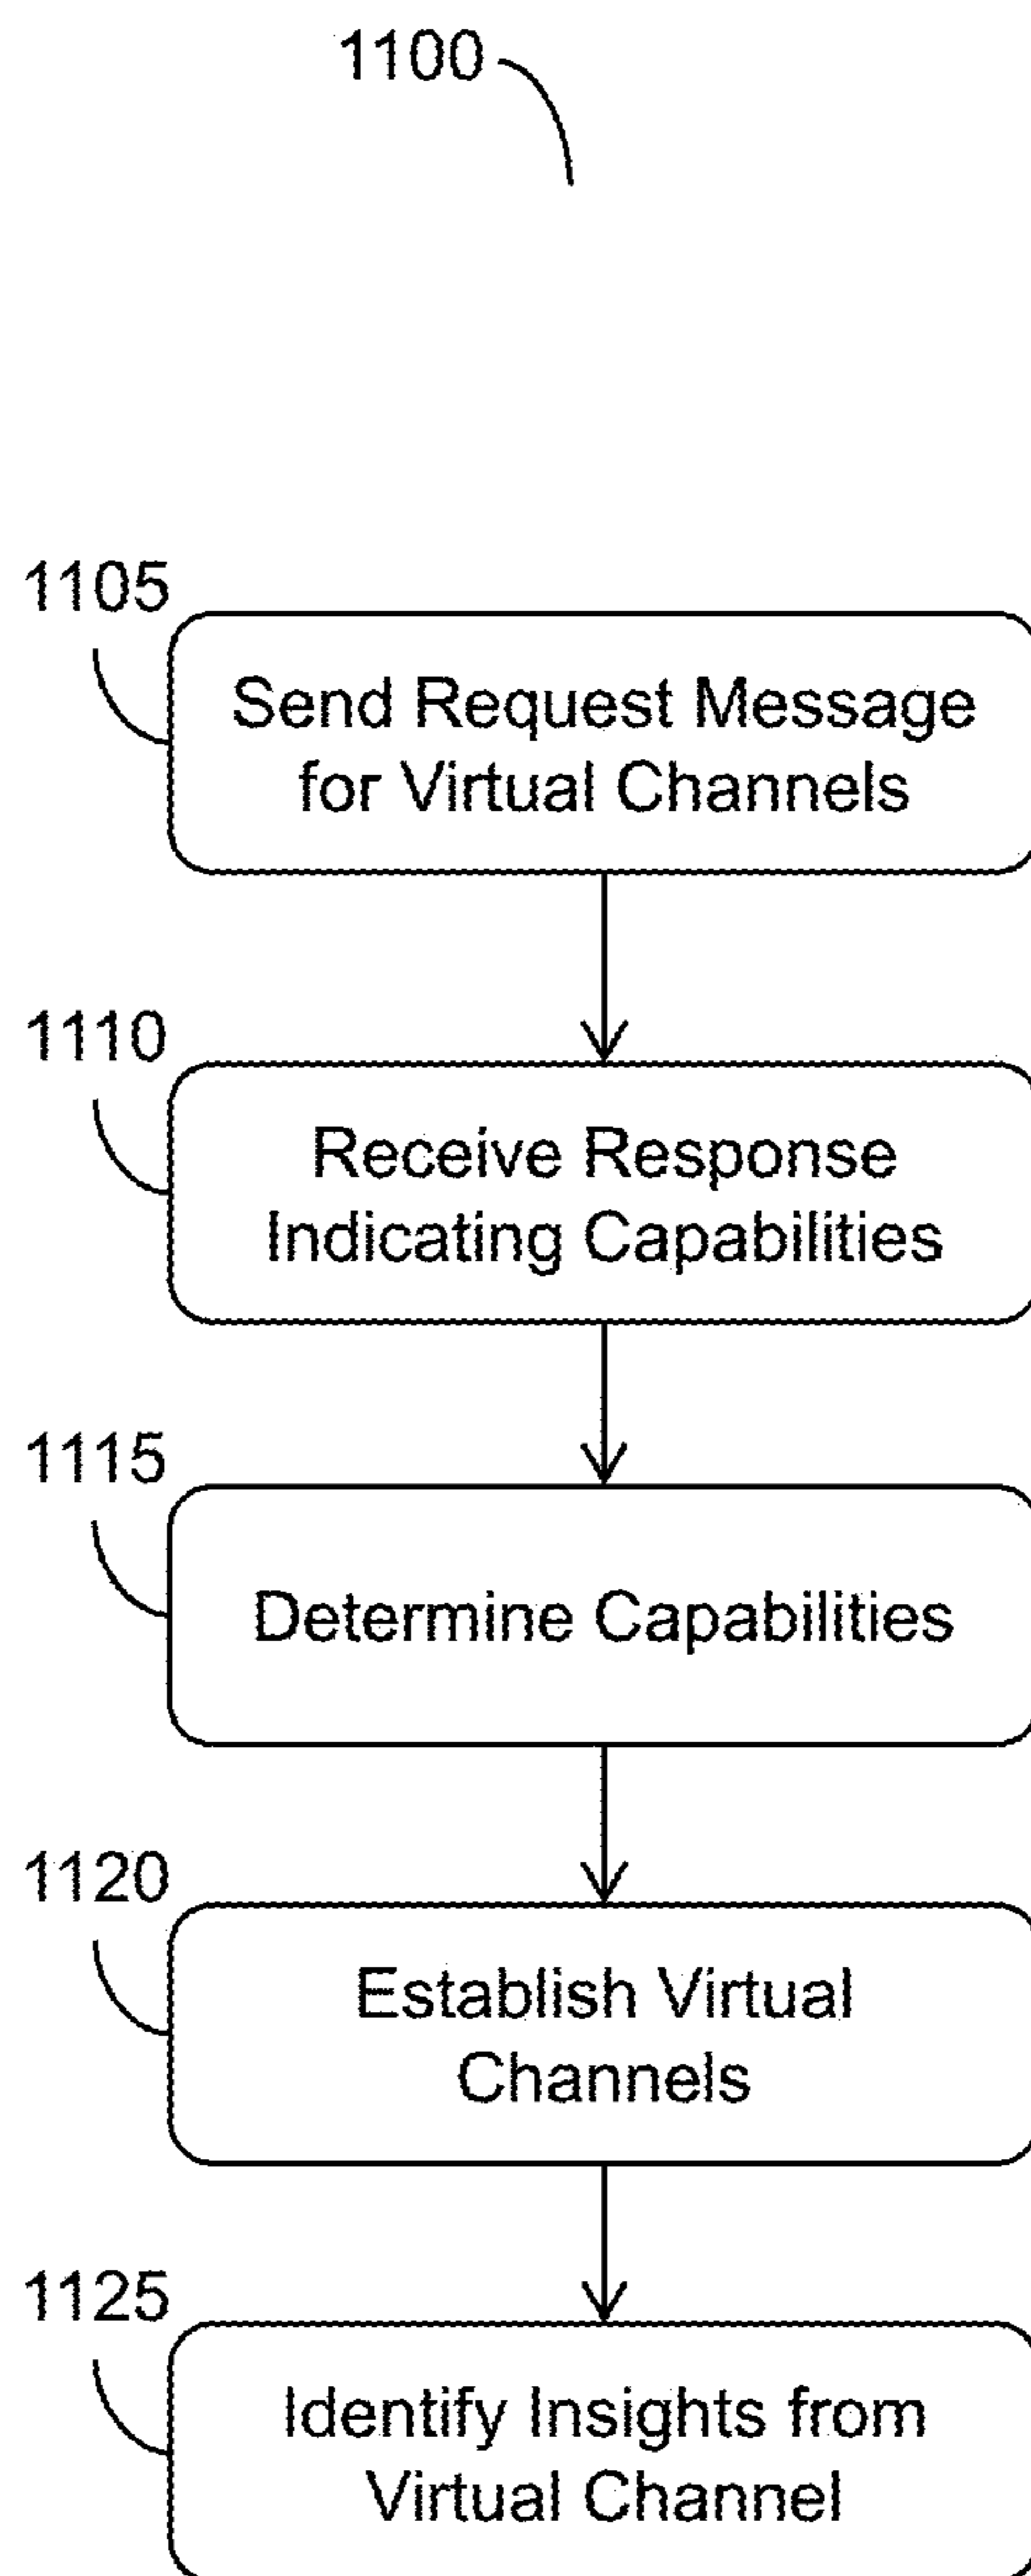 1100
1105
Send Request Message
for Virtual Channels
1110
Receive Response
Indicating Capabilities
1115
Determine Capabilities
1120
Establish Virtual
Channels
1125
Identify Insights from
Virtual Channel